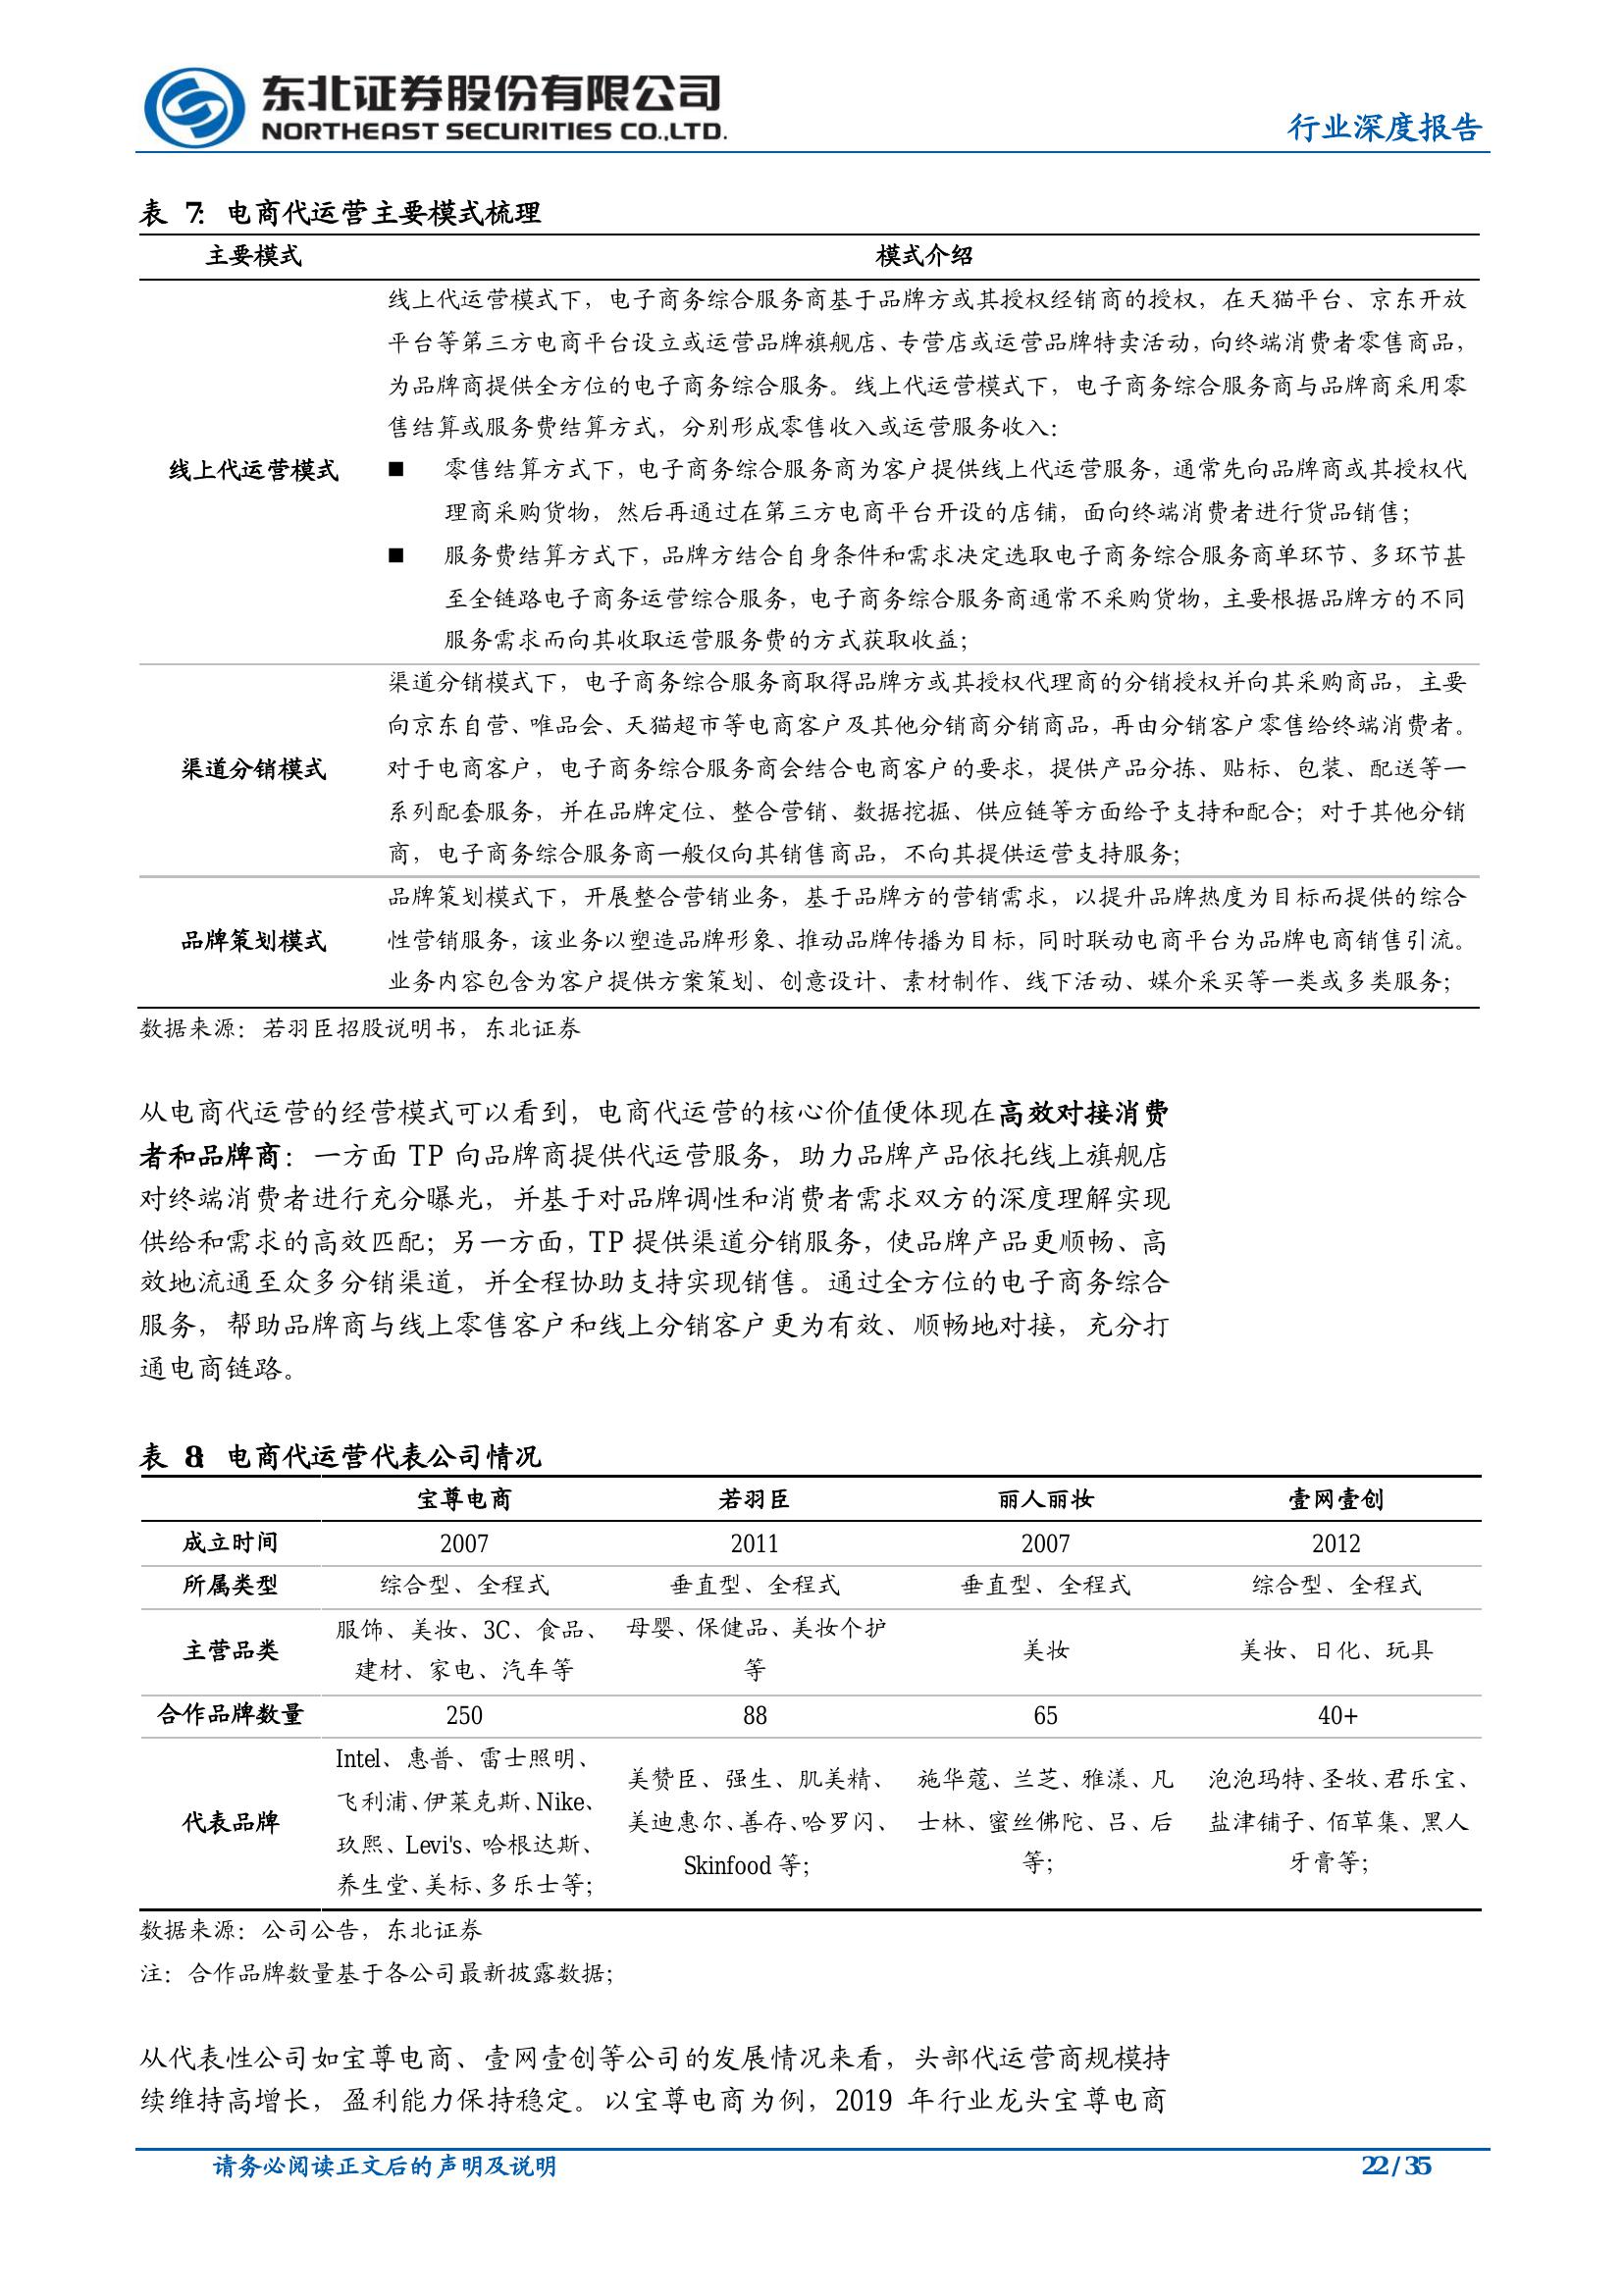 东北证券股份有限公司
NORTHEAST SECURITIES CO.,LTD.
行业深度报告
表 7: 电商代运营主要模式梳理
主要模式 模式介绍
线上代运营模式下，电子商务综合服务商基于品牌方或其授权经销商的授权，在天猫平台、京东开放
平台等第三方电商平台设立或运营品牌旗舰店、专营店或运营品牌特卖活动，向终端消费者零售商品，
为品牌商提供全方位的电子商务综合服务。线上代运营模式下，电子商务综合服务商与品牌商采用零
售结算或服务费结算方式，分别形成零售收入或运营服务收入：
线上代运营模式 ■ 零售结算方式下，电子商务综合服务商为客户提供线上代运营服务，通常先向品牌商或其授权代
理商采购货物，然后再通过在第三方电商平台开设的店铺，面向终端消费者进行货品销售；
■ 服务费结算方式下，品牌方结合自身条件和需求决定选取电子商务综合服务商单环节、多环节甚
至全链路电子商务运营综合服务，电子商务综合服务商通常不采购货物，主要根据品牌方的不同
服务需求而向其收取运营服务费的方式获取收益；
渠道分销模式下，电子商务综合服务商取得品牌方或其授权代理商的分销授权并向其采购商品，主要
向京东自营、唯品会、天猫超市等电商客户及其他分销商分销商品，再由分销客户零售给终端消费者。
渠道分销模式 对于电商客户，电子商务综合服务商会结合电商客户的要求，提供产品分拣、贴标、包装、配送等一
系列配套服务，并在品牌定位、整合营销、数据挖掘、供应链等方面给予支持和配合；对于其他分销
商，电子商务综合服务商一般仅向其销售商品，不向其提供运营支持服务；
品牌策划模式下，开展整合营销业务，基于品牌方的营销需求，以提升品牌热度为目标而提供的综合
品牌策划模式 性营销服务，该业务以塑造品牌形象、推动品牌传播为目标，同时联动电商平台为品牌电商销售引流。
业务内容包含为客户提供方案策划、创意设计、素材制作、线下活动、媒介采买等一类或多类服务；
数据来源：若羽臣招股说明书，东北证券
从电商代运营的经营模式可以看到，电商代运营的核心价值便体现在高效对接消费
者和品牌商：一方面 TP 向品牌商提供代运营服务，助力品牌产品依托线上旗舰店
对终端消费者进行充分曝光，并基于对品牌调性和消费者需求双方的深度理解实现
供给和需求的高效匹配；另一方面，TP 提供渠道分销服务，使品牌产品更顺畅、高
效地流通至众多分销渠道，并全程协助支持实现销售。通过全方位的电子商务综合
服务，帮助品牌商与线上零售客户和线上分销客户更为有效、顺畅地对接，充分打
通电商链路。
表 8: 电商代运营代表公司情况
宝尊电商 若羽臣 丽人丽妆 壹网壹创
成立时间 2007 2011 2007 2012
所属类型 综合型、全程式 垂直型、全程式 垂直型、全程式 综合型、全程式
服饰、美妆、3C、食品、 母婴、保健品、美妆个护
主营品类 美妆 美妆、日化、玩具
建材、家电、汽车等 等
合作品牌数量 250 88 65 40+
Intel、惠普、雷士照明、
美赞臣、强生、肌美精、 施华蔻、兰芝、雅漾、凡 泡泡玛特、圣牧、君乐宝、
飞利浦、伊莱克斯、Nike、
代表品牌 美迪惠尔、善存、哈罗闪、 士林、蜜丝佛陀、吕、后 盐津铺子、佰草集、黑人
玖熙、Levi's、哈根达斯、
Skinfood 等； 等； 牙膏等；
养生堂、美标、多乐士等；
数据来源：公司公告，东北证券
注：合作品牌数量基于各公司最新披露数据；
从代表性公司如宝尊电商、壹网壹创等公司的发展情况来看，头部代运营商规模持
续维持高增长，盈利能力保持稳定。以宝尊电商为例，2019 年行业龙头宝尊电商
请务必阅读正文后的声明及说明 22 / 35